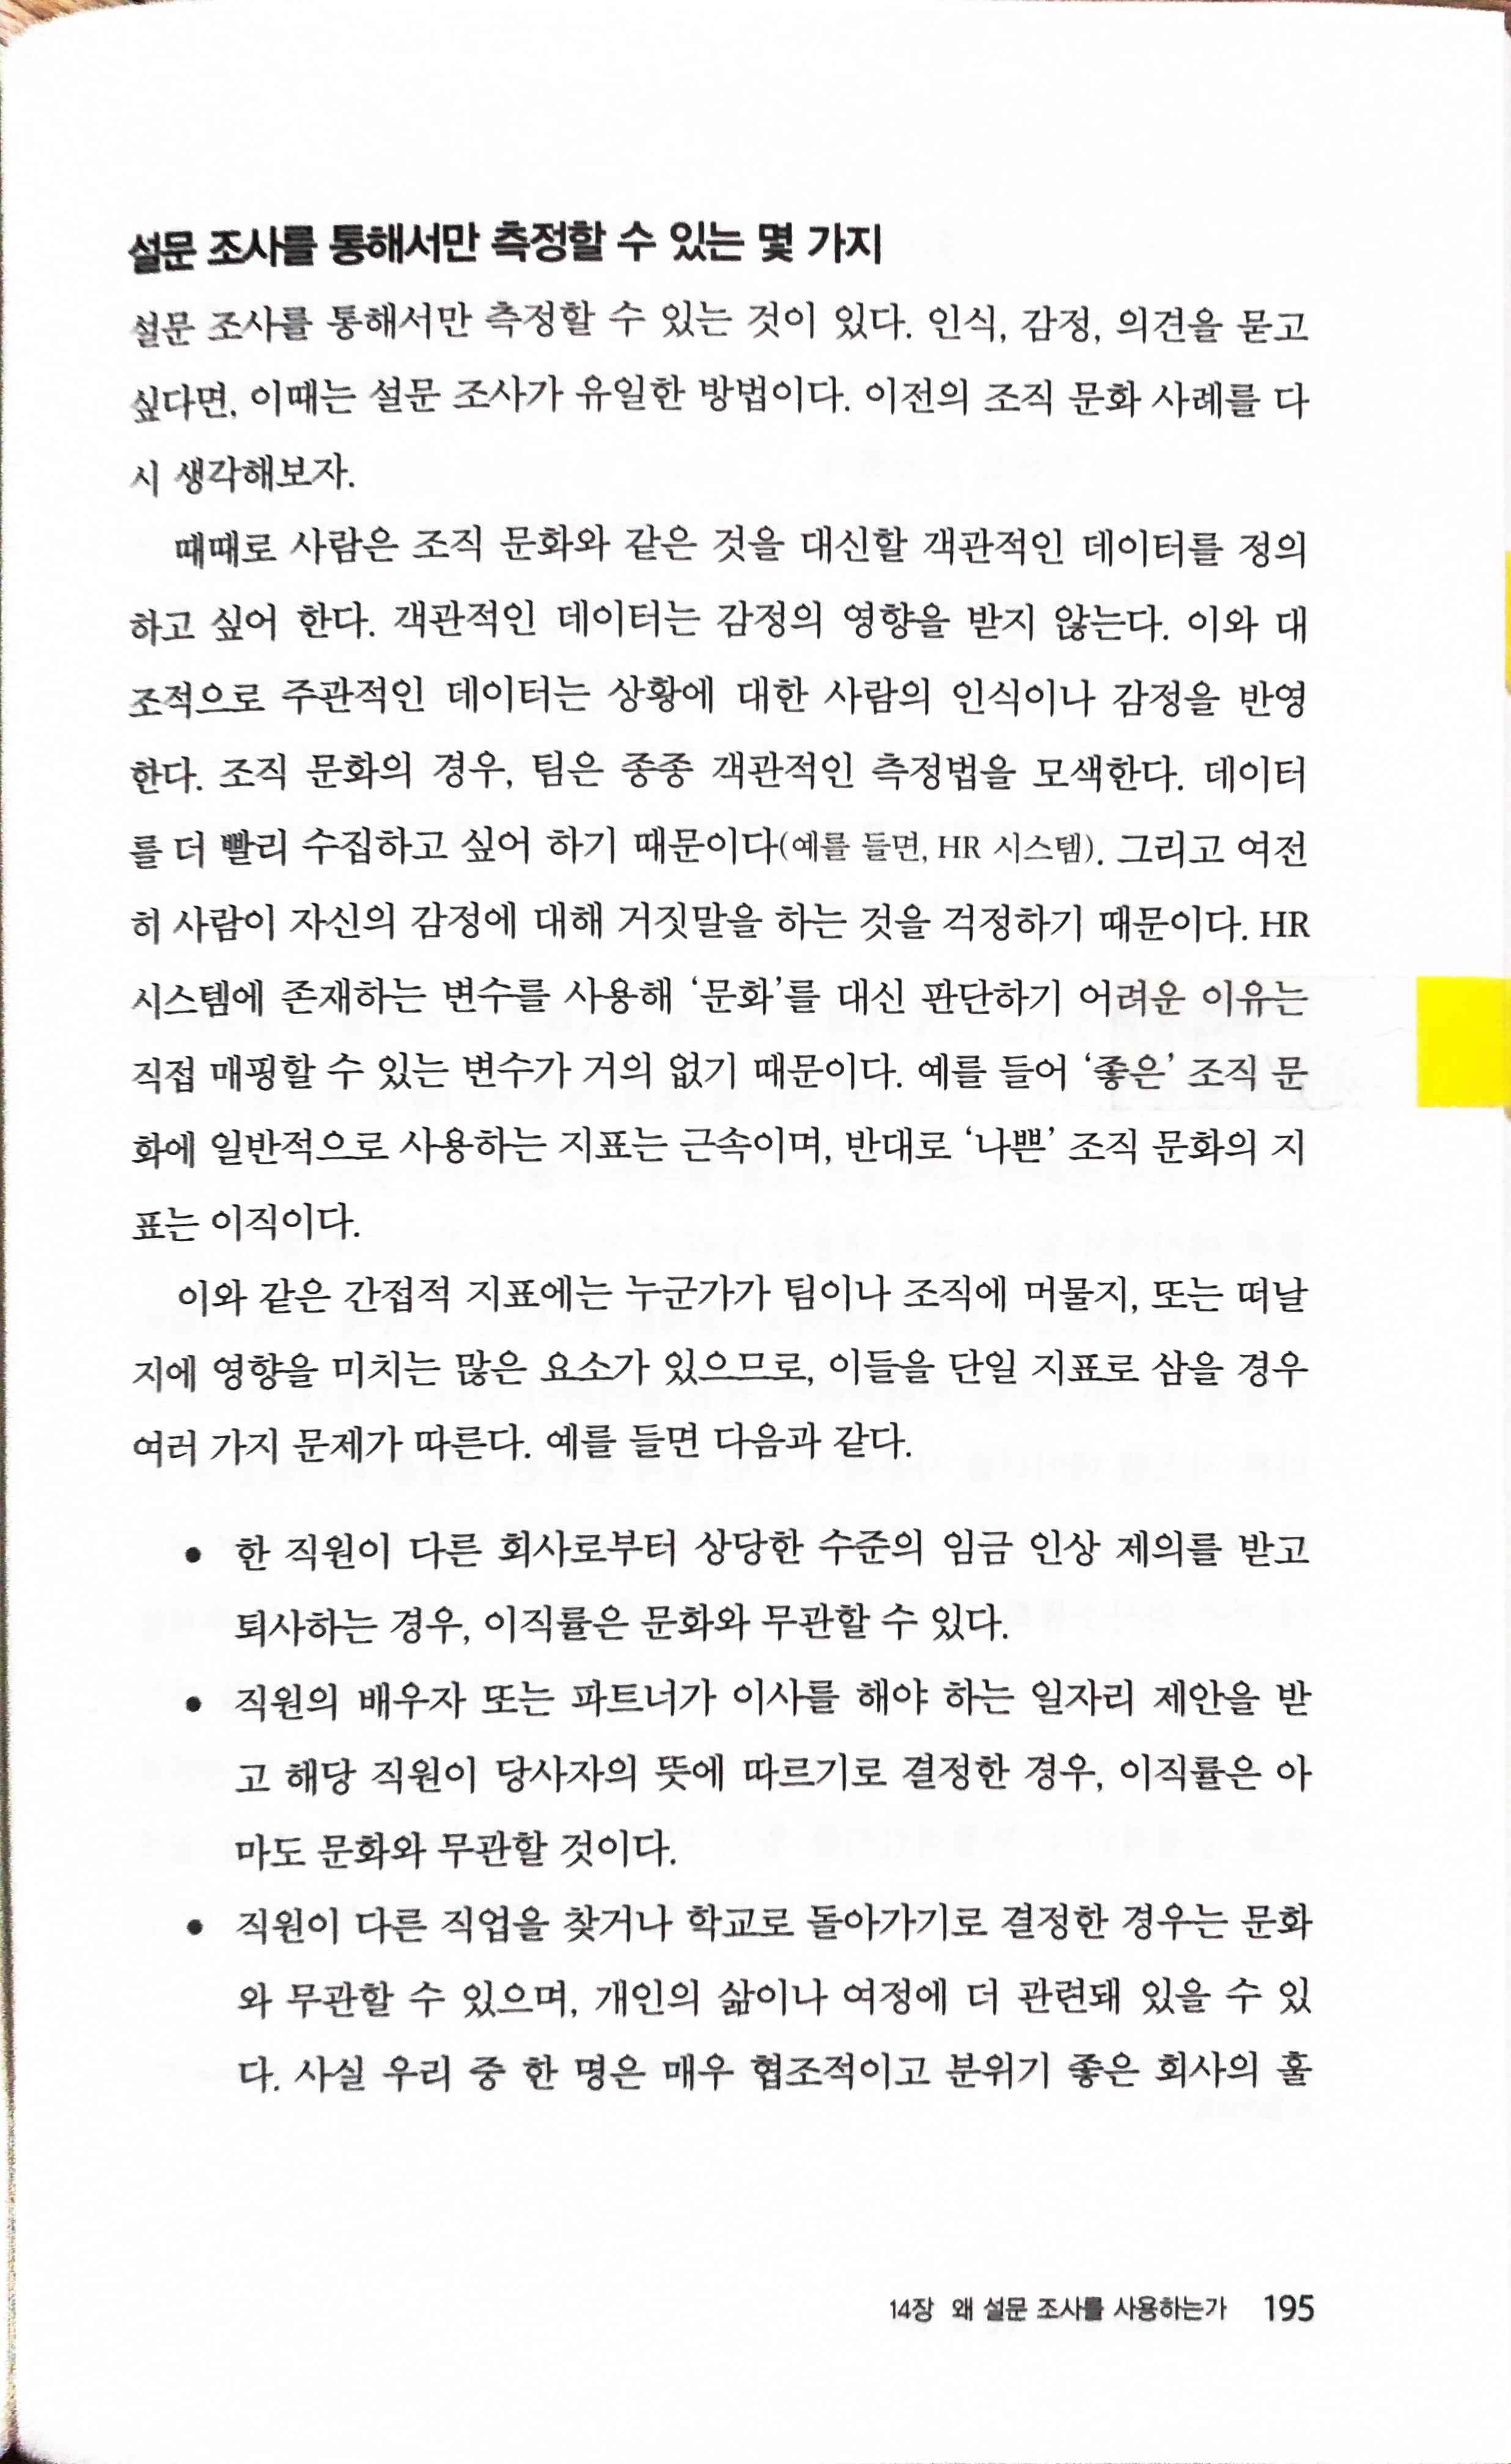 설문 조사를 통해서만 측정할 수 있는 몇 가지
설문 조사를 통해서만 측정할 수 있는 것이 있다. 인식, 감정, 의견을 묻고
싶다면, 이때는 설문 조사가 유일한 방법이다. 이전의 조직 문화 사례를 다
시 생각해보자.
때때로 사람은 조직 문화와 같은 것을 대신할 객관적인 데이터를 정의
하고 싶어 한다. 객관적인 데이터는 감정의 영향을 받지 않는다. 이와 대
조적으로 주관적인 데이터는 상황에 대한 사람의 인식이나 감정을 반영
한다. 조직 문화의 경우, 팀은 종종 객관적인 측정법을 모색한다. 데이터
를 더 빨리 수집하고 싶어 하기 때문이다(예를 들면, HR 시스템). 그리고 여전
히 사람이 자신의 감정에 대해 거짓말을 하는 것을 걱정하기 때문이다. HR
시스템에 존재하는 변수를 사용해 ‘문화’를 대신 판단하기 어려운 이유는
직접 매핑할 수 있는 변수가 거의 없기 때문이다. 예를 들어 ‘좋은’ 조직 문
화에 일반적으로 사용하는 지표는 근속이며, 반대로 ‘나쁜’ 조직 문화의 지
표는 이직이다.
이와 같은 간접적 지표에는 누군가가 팀이나 조직에 머물지, 또는 떠날
지에 영향을 미치는 많은 요소가 있으므로, 이들을 단일 지표로 삼을 경우
여러 가지 문제가 따른다. 예를 들면 다음과 같다.
• 한 직원이 다른 회사로부터 상당한 수준의 임금 인상 제의를 받고
퇴사하는 경우, 이직률은 문화와 무관할 수 있다.
• 직원의 배우자 또는 파트너가 이사를 해야 하는 일자리 제안을 받
고 해당 직원이 당사자의 뜻에 따르기로 결정한 경우, 이직률은 아
마도 문화와 무관할 것이다.
• 직원이 다른 직업을 찾거나 학교로 돌아가기로 결정한 경우는 문화
와 무관할 수 있으며, 개인의 삶이나 여정에 더 관련돼 있을 수 있
다. 사실 우리 중 한 명은 매우 협조적이고 분위기 좋은 회사의 훌
14장 왜 설문 조사를 사용하는가 195